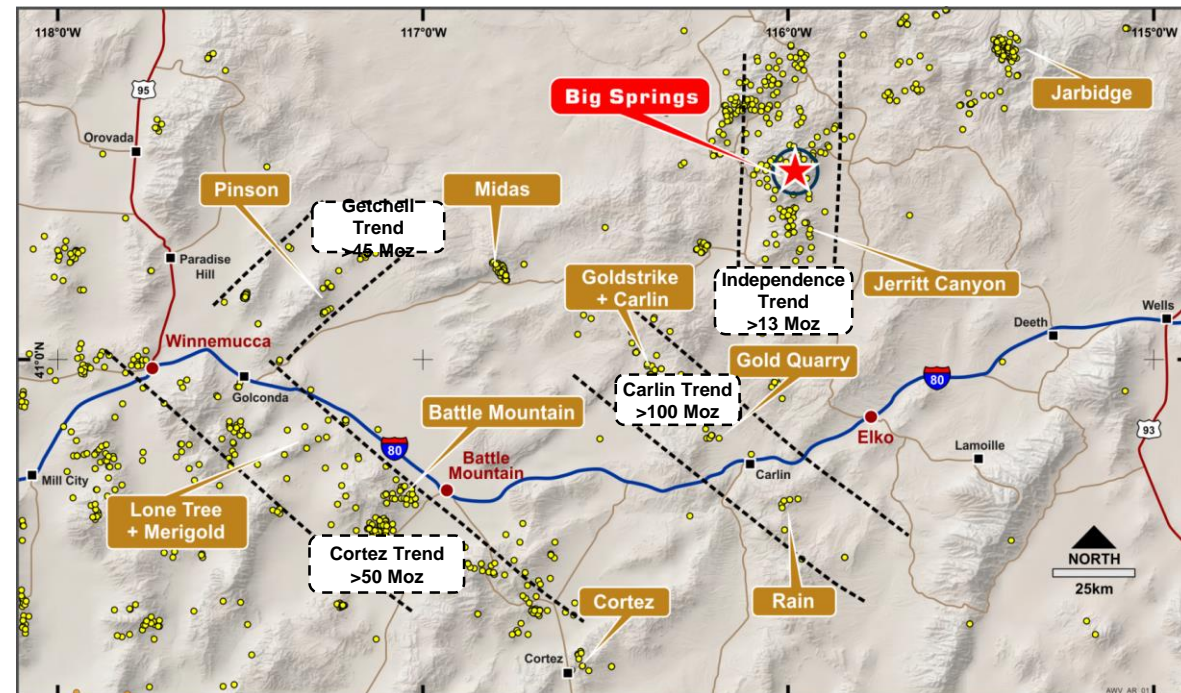 118°0'W
117°0'W
116°0'W
115°0'W
95
Jarbidge
Big Springs
Orovada
Pinson
Midas
Getchell
Trend
>45 Moz
Paradise
Hill
Goldstrike
+ Carlin
Independence
Trend
>13 Moz
Jerritt Canyon
Wells
Deeth
Winnemucca
41°0'N
Gold Quarry
Carlin Trend
>100 Moz
80
Golconda
Battle Mountain
Elko
93
80
Lamoille
Battle
Mountain
Carlin
Mill City
Lone Tree
+ Merigold
Cortez Trend
>50 Moz
NORTH
25km
Cortez
Rain
Cortez
AWV_AR_01